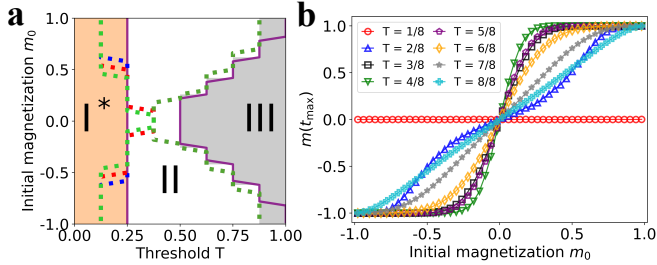 a
Initial magnetization m₀
1.0
0.5
0.0
-0.5
-1.0
I
*
II
III
0.00 0.25 0.50 0.75 1.00
Threshold T
b
m(t_max)
1.0
0.5
0.0
-0.5
-1.0
T = 1/8 T = 5/8
T = 2/8 T = 6/8
T = 3/8 T = 7/8
T = 4/8 T = 8/8
-1.0 -0.5 0.0 0.5 1.0
Initial magnetization m₀